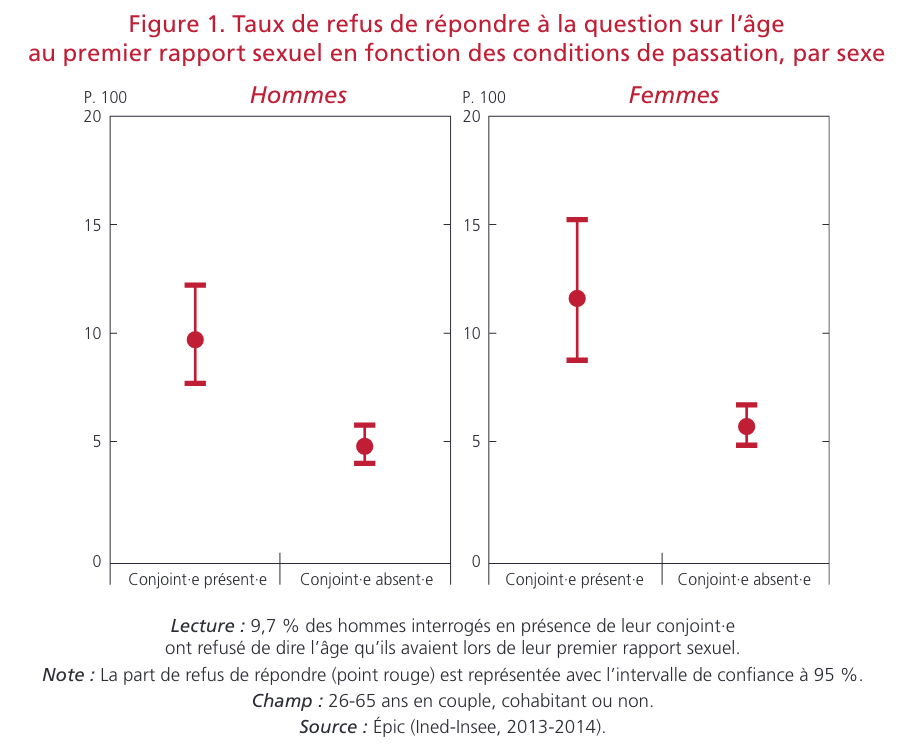 Figure 1. Taux de refus de répondre à la question sur l’âge
au premier rapport sexuel en fonction des conditions de passation, par sexe
P. 100
Hommes
20
15
10
5
0
Conjoint·e présent·e
Conjoint·e absent·e
P. 100
Femmes
20
15
10
5
0
Conjoint·e présent·e
Conjoint·e absent·e
Lecture : 9,7 % des hommes interrogés en présence de leur conjoint·e
ont refusé de dire l’âge qu’ils avaient lors de leur premier rapport sexuel.
Note : La part de refus de répondre (point rouge) est représentée avec l’intervalle de confiance à 95 %.
Champ : 26-65 ans en couple, cohabitant ou non.
Source : Épic (Ined-Insee, 2013-2014).